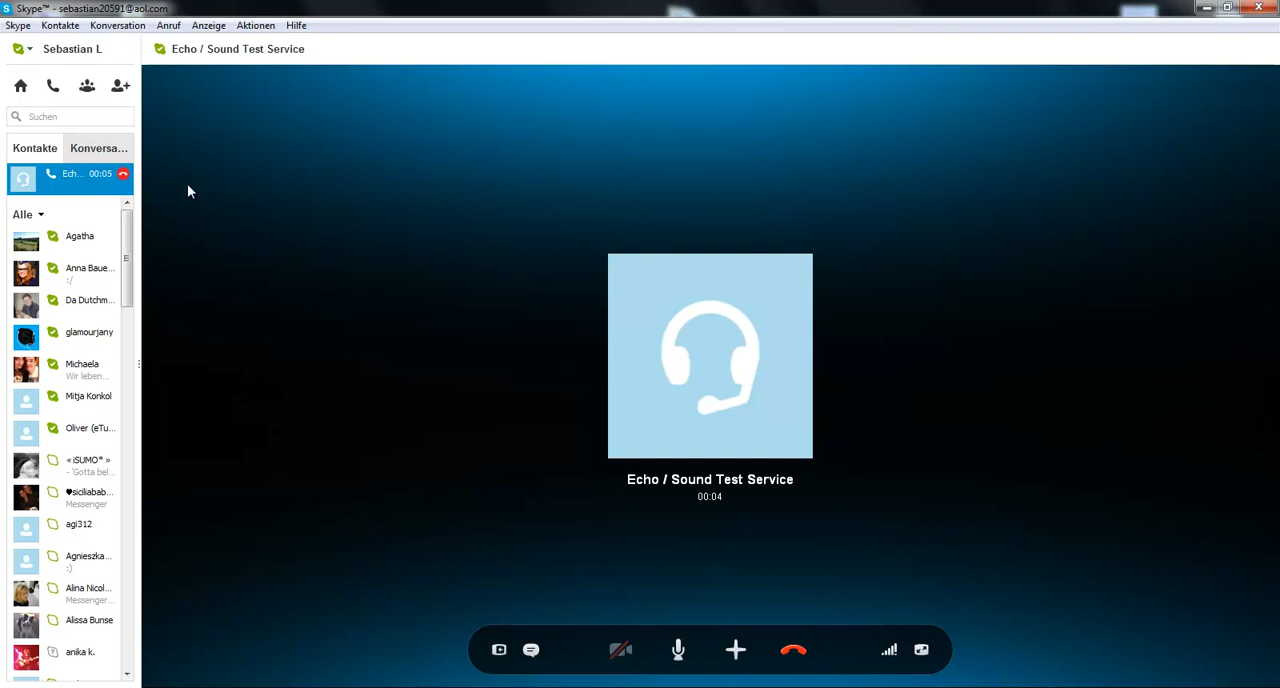 Skype™ - sebastian20591@aol.com
Skype Kontakte Konversation Anruf Anzeige Aktionen Hilfe
Sebastian L
Echo / Sound Test Service
Suchen
Kontakte Konversa...
Ech... 00:05
Alle
Agatha
Anna Baue...
:/
Da Dutchm...
glamourjany
Michaela
Wir leben...
Mitja Konkol
Oliver (eTu...
«iSUMO*»
- 'Gotta bel...
♥siciliabab...
Messenger
agi312
Agnieszka...
:)
Alina Nicol...
Messenger...
Alissa Bunse
anika k.
Echo / Sound Test Service
00:04